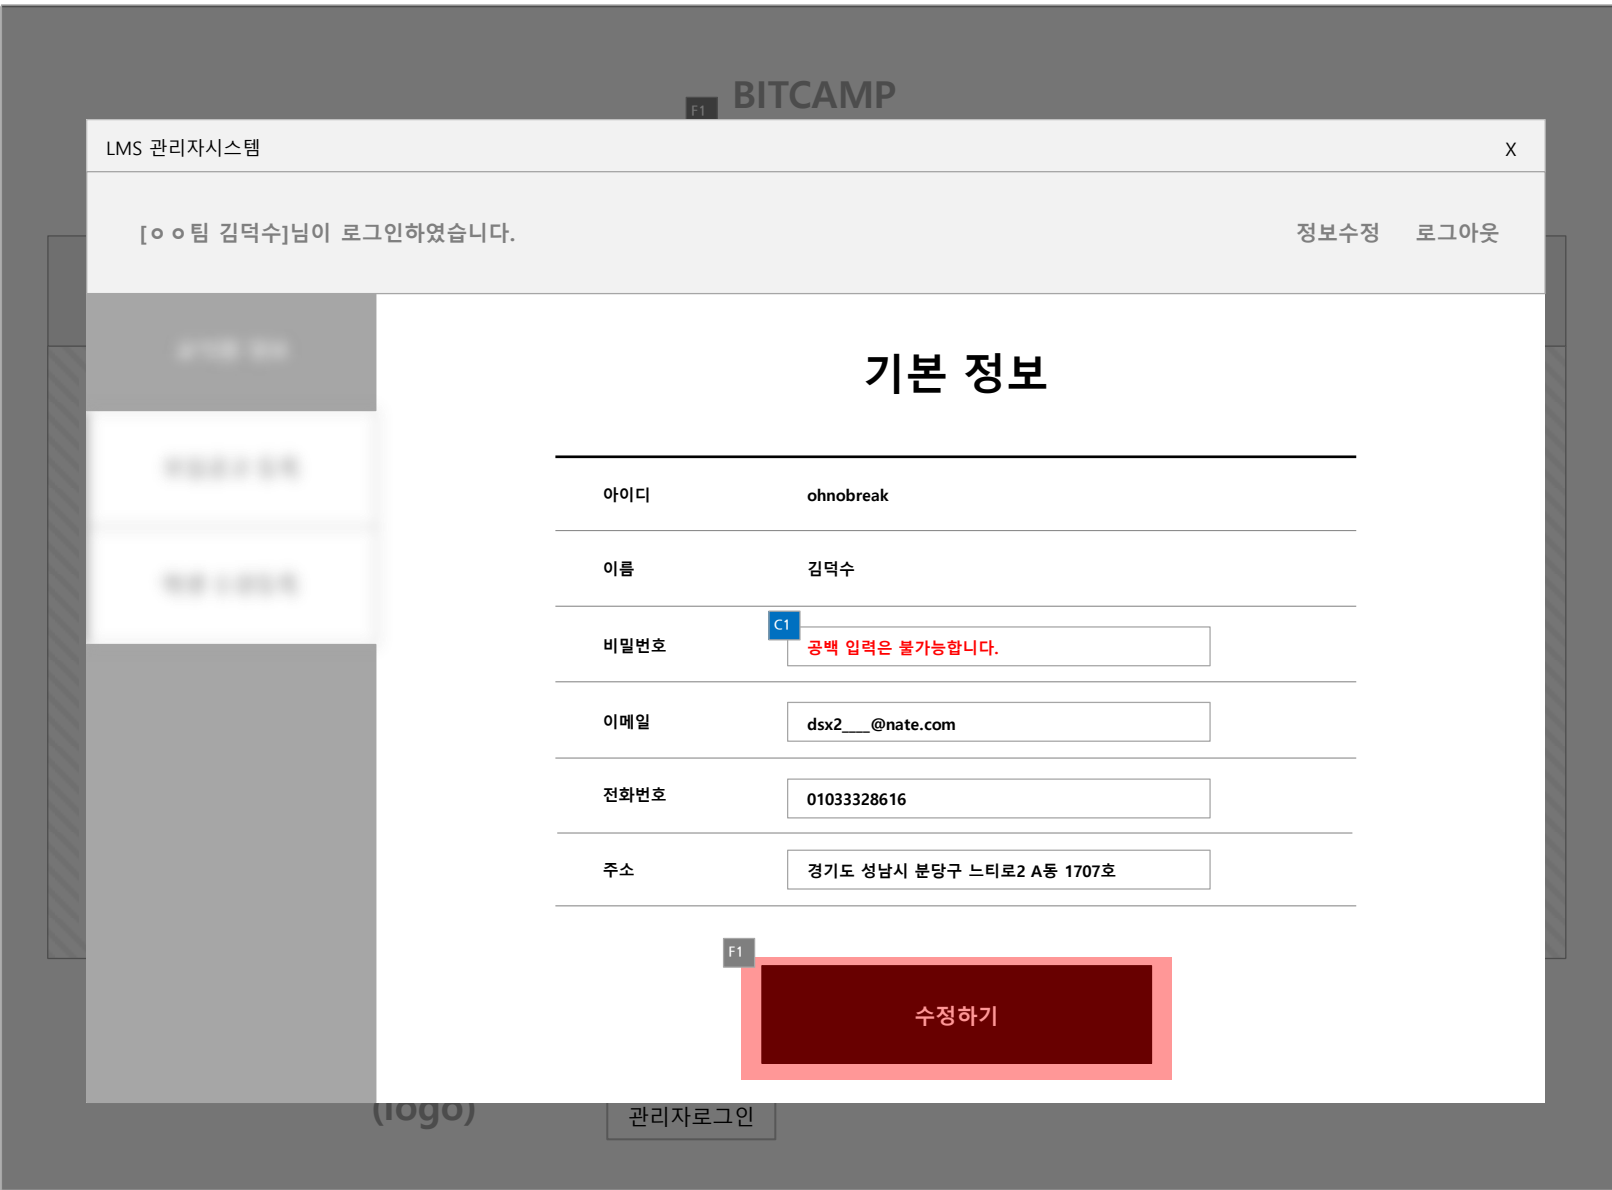 BITCAMP
F1
LMS 관리자시스템
X
[ㅇㅇ팀 김덕수]님이 로그인하였습니다.
정보수정 로그아웃
기본 정보
아이디 ohnobreak
이름 김덕수
C1
비밀번호 공백 입력은 불가능합니다.
이메일 dsx2____@nate.com
전화번호 01033328616
주소 경기도 성남시 분당구 느티로2 A동 1707호
F1
수정하기
(logo)
관리자로그인